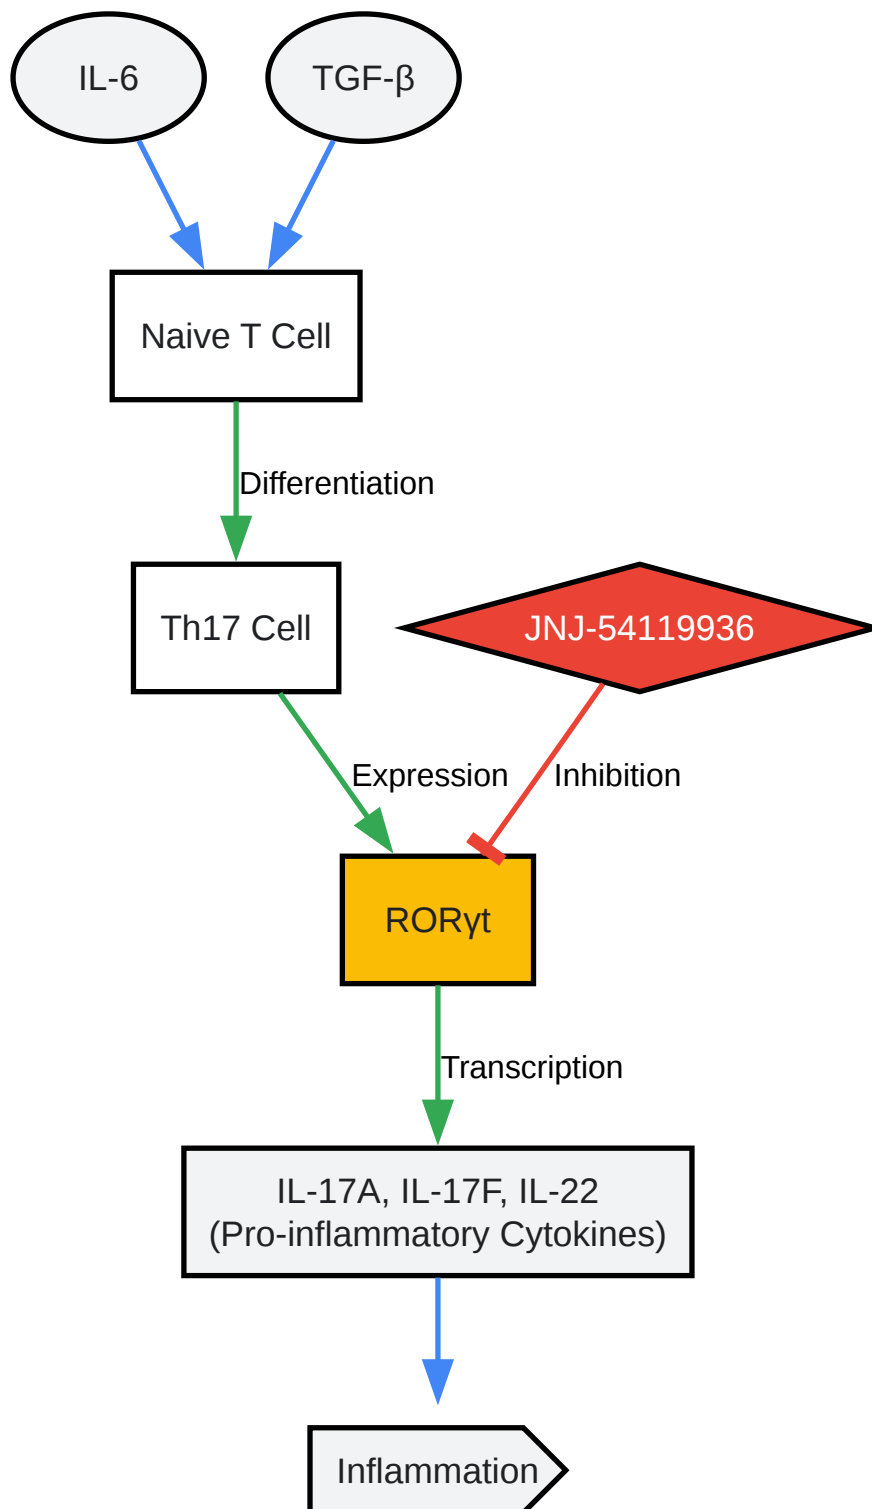 IL-6
TGF-β
Naive T Cell
Differentiation
Th17 Cell
JNJ-54119936
Expression
Inhibition
RORγt
Transcription
IL-17A, IL-17F, IL-22
(Pro-inflammatory Cytokines)
Inflammation